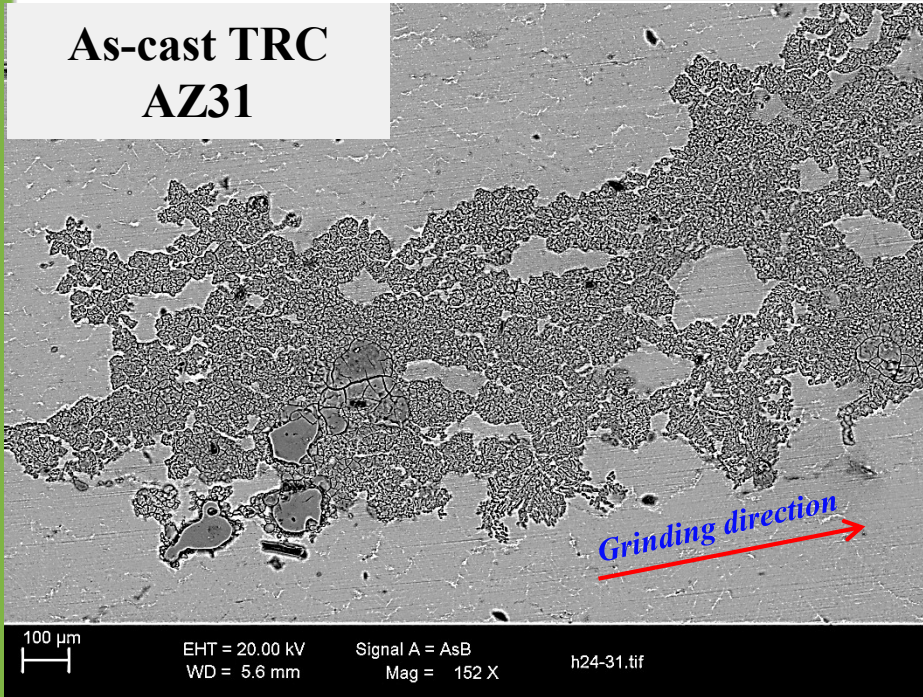 As-cast TRC
AZ31
Grinding direction
100 µm
EHT = 20.00 kV
WD = 5.6 mm
Signal A = AsB
Mag = 152 X
h24-31.tif